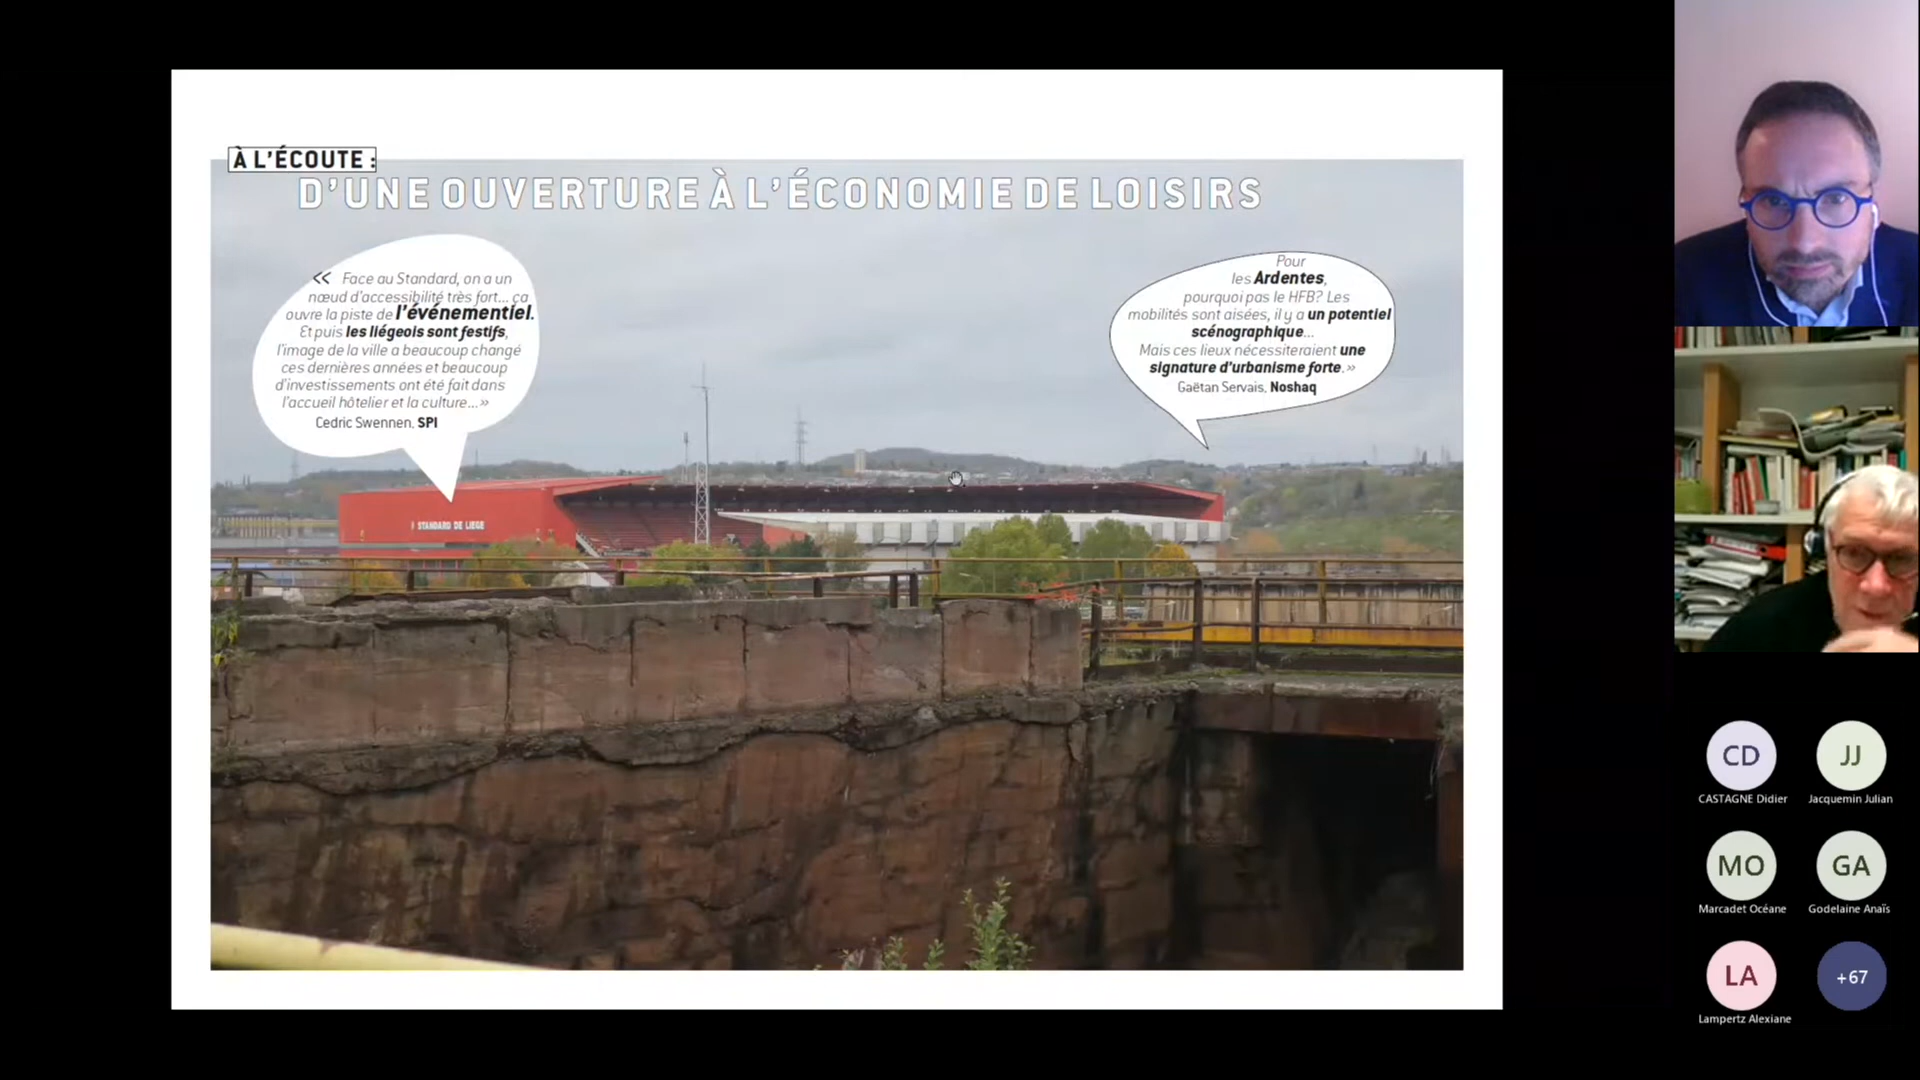 À L'ÉCOUTE :
D'UNE OUVERTURE À L'ÉCONOMIE DE LOISIRS
« Face au Standard, on a un
nœud d'accessibilité très fort... ça
ouvre la piste de l'événementiel.
Et puis les liégeois sont festifs,
l'image de la ville a beaucoup changé
ces dernières années et beaucoup
d'investissements ont été fait dans
l'accueil hôtelier et la culture...»
Cedric Swennen, SPI
Pour
les Ardentes,
pourquoi pas le HFB? Les
mobilités sont aisées, il y a un potentiel
scénographique...
Mais ces lieux nécessiteraient une
signature d'urbanisme forte.»
Gaëtan Servais, Noshaq
STANDARD DE LIEGE
CD
CASTAGNE Didier
JJ
Jacquemin Julian
MO
Marcadet Océane
GA
Godelaine Anaïs
LA
Lampertz Alexiane
+67